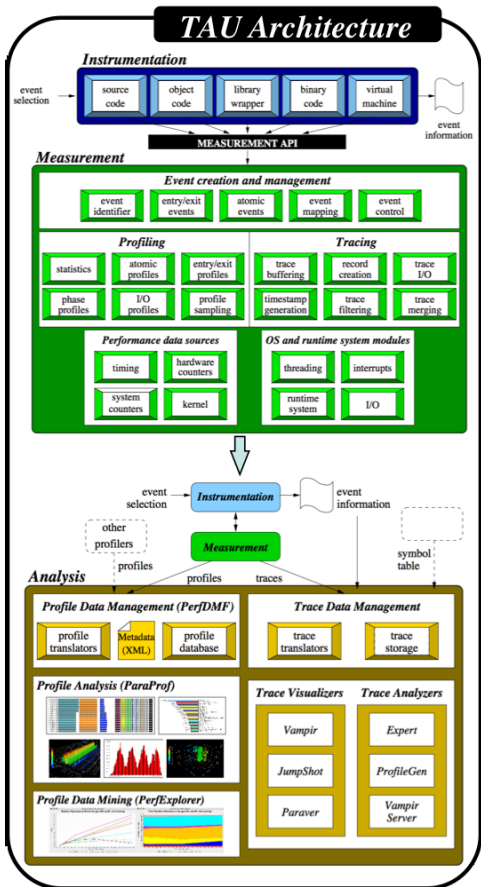 TAU Architecture
Instrumentation
event
selection
source
code
object
code
library
wrapper
binary
code
virtual
machine
event
information
MEASUREMENT API
Measurement
Event creation and management
event
identifier
entry/exit
events
atomic
events
event
mapping
event
control
Profiling
statistics
atomic
profiles
entry/exit
profiles
phase
profiles
I/O
profiles
profile
sampling
Tracing
trace
buffering
record
creation
trace
I/O
timestamp
generation
trace
filtering
trace
merging
Performance data sources
timing
hardware
counters
system
counters
kernel
OS and runtime system modules
threading
interrupts
runtime
system
I/O
event
selection
Instrumentation
event
information
other
profilers
Measurement
symbol
table
profiles
profiles
traces
Analysis
Profile Data Management (PerfDMF)
profile
translators
Metadata
(XML)
profile
database
Trace Data Management
trace
translators
trace
storage
Profile Analysis (ParaProf)
Profile Data Mining (PerfExplorer)
Trace Visualizers
Vampir
JumpShot
Paraver
Trace Analyzers
Expert
ProfileGen
Vampir
Server